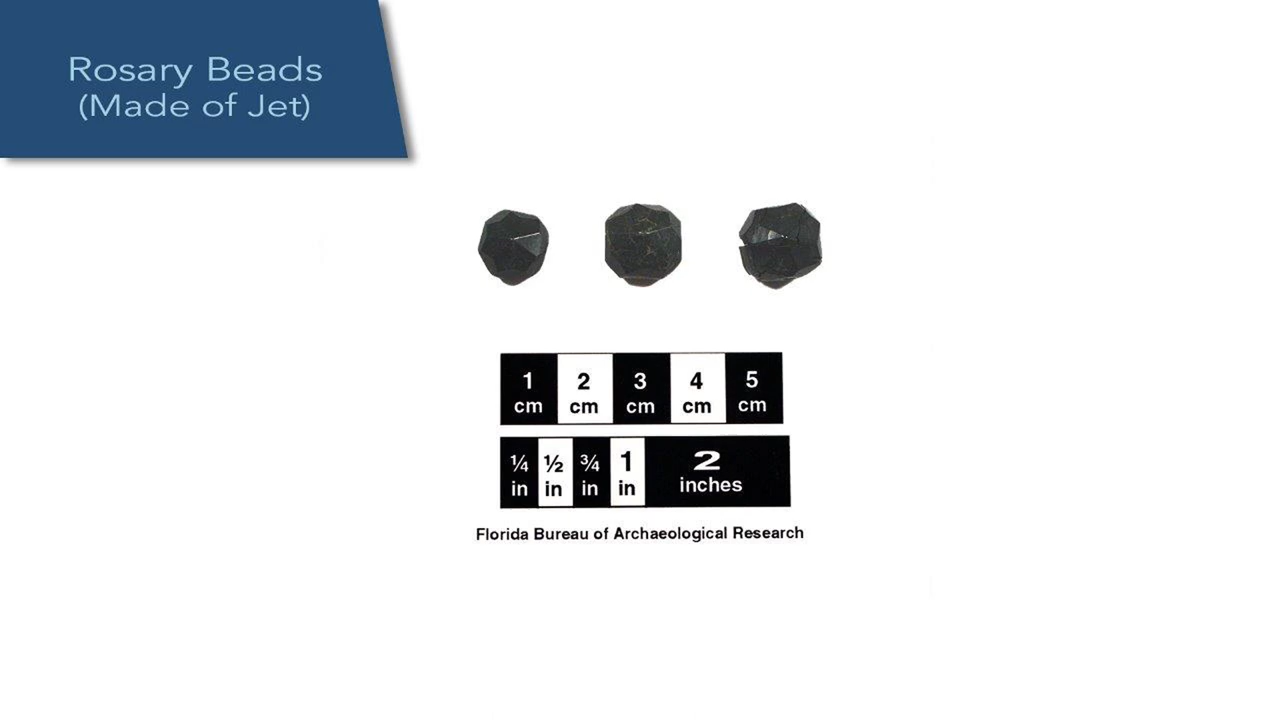 Rosary Beads
(Made of Jet)
1 2 3 4 5
cm cm cm cm cm
¼ ½ ¾ 1 2
in in in in inches
Florida Bureau of Archaeological Research